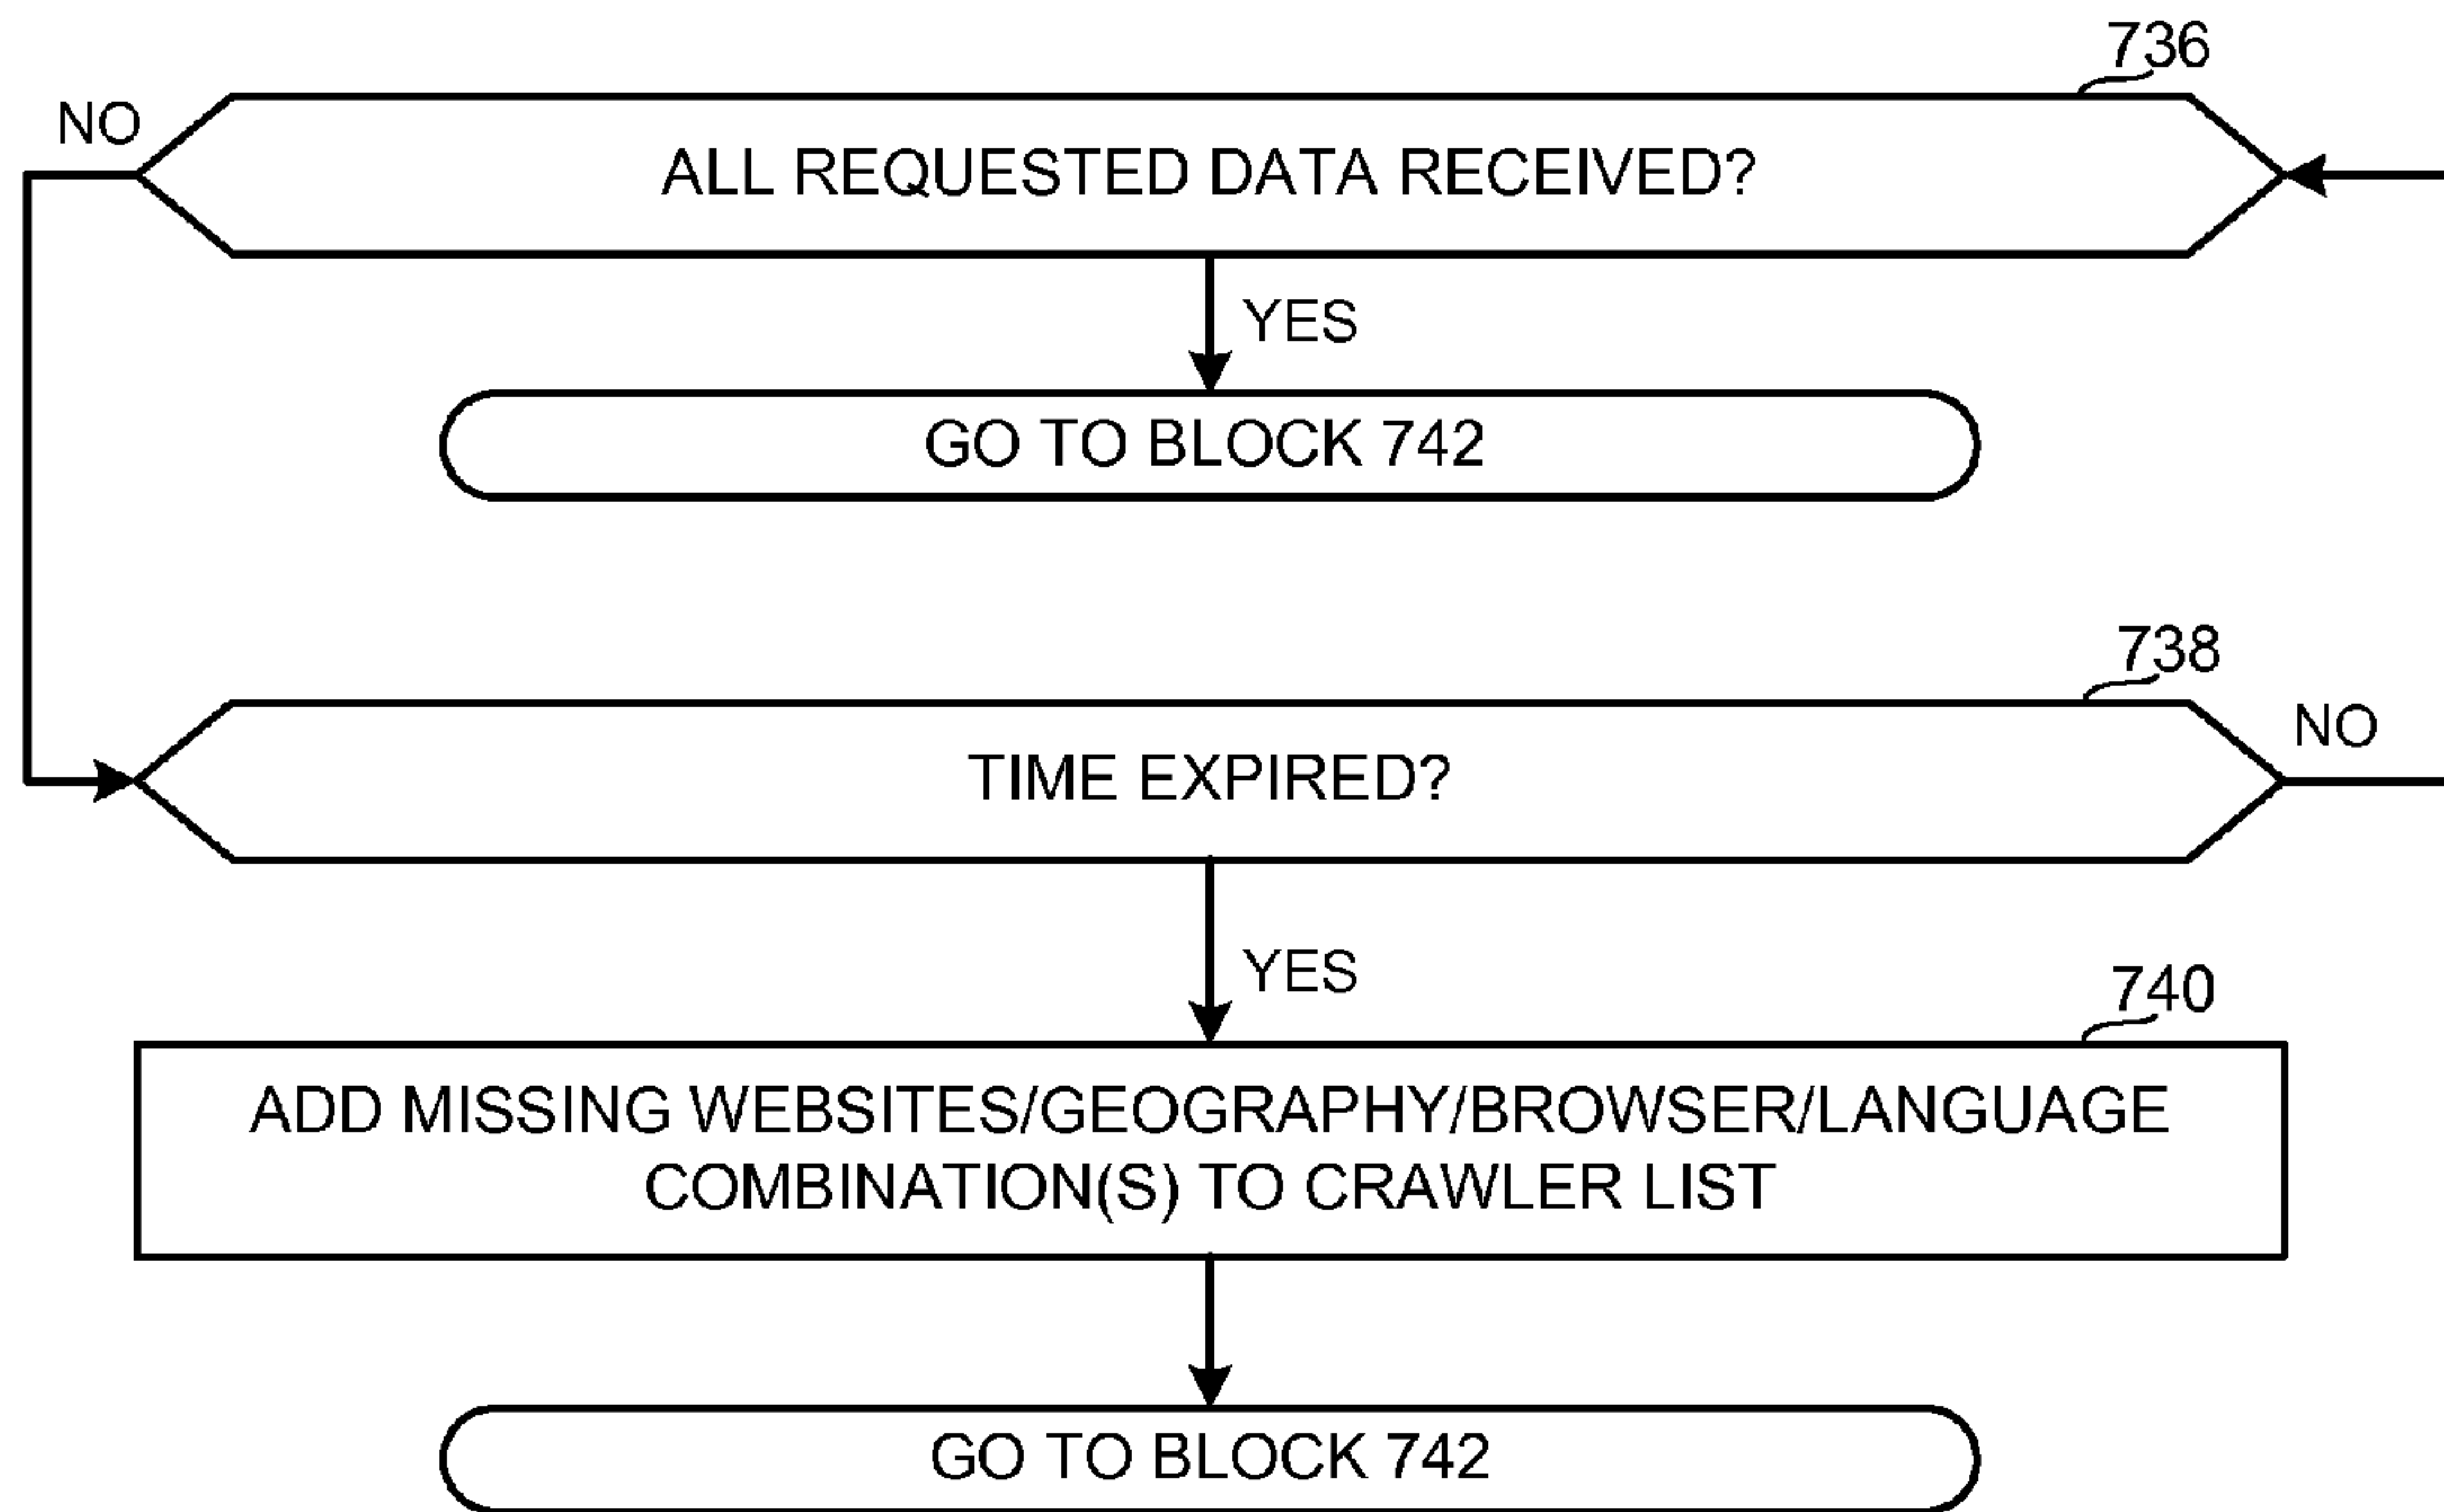 736
NO
ALL REQUESTED DATA RECEIVED?
YES
GO TO BLOCK 742
738
NO
TIME EXPIRED?
YES
740
ADD MISSING WEBSITES/GEOGRAPHY/BROWSER/LANGUAGE
COMBINATION(S) TO CRAWLER LIST
GO TO BLOCK 742